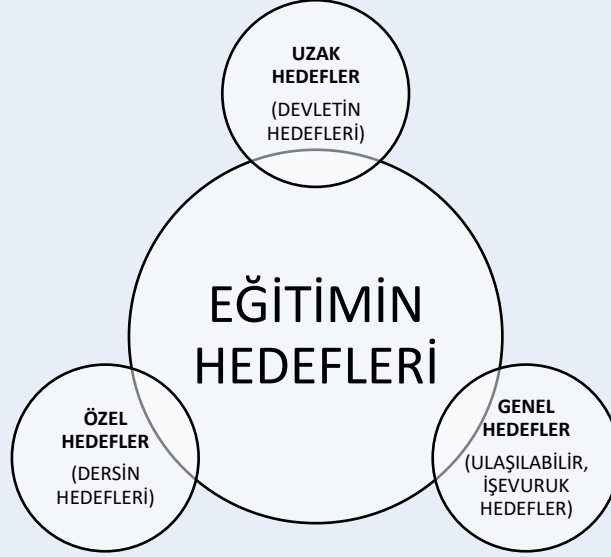 UZAK
HEDEFLER
(DEVLETİN
HEDEFLERİ)
EĞİTİMİN
HEDEFLERİ
ÖZEL
HEDEFLER
(DERSİN
HEDEFLERİ)
GENEL
HEDEFLER
(ULAŞILABİLİR,
İŞEVURUK
HEDEFLER)